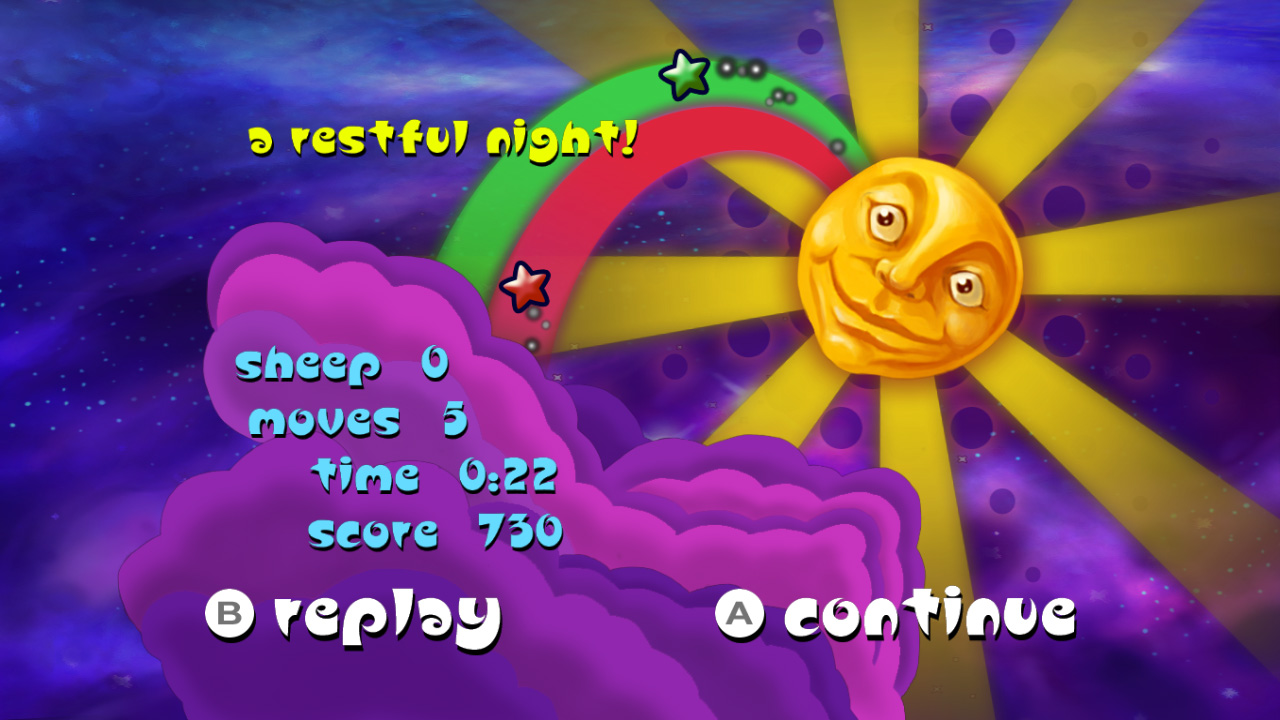 a restful night!
sheep 0
moves 5
time 0:22
score 730
B replay
A continue